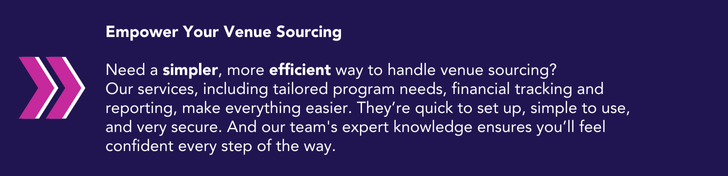 Empower Your Venue Sourcing
Need a simpler, more efficient way to handle venue sourcing?
Our services, including tailored program needs, financial tracking and
reporting, make everything easier. They’re quick to set up, simple to use,
and very secure. And our team's expert knowledge ensures you’ll feel
confident every step of the way.